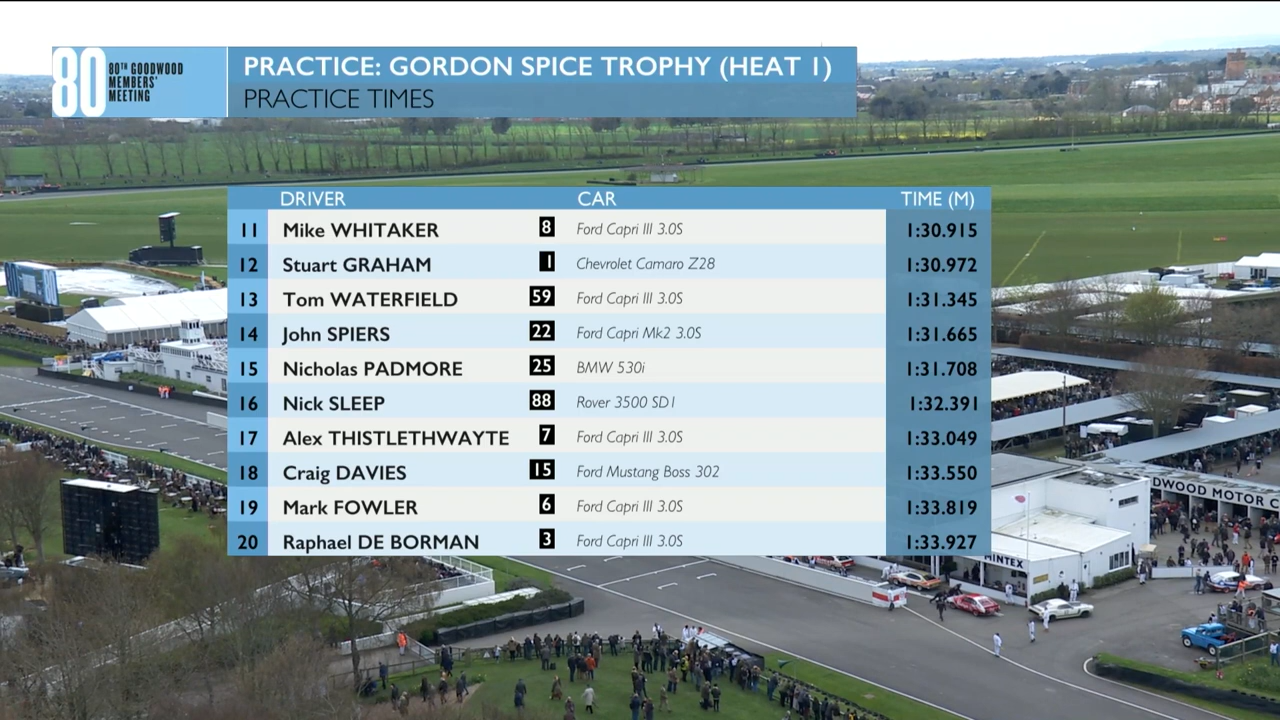 80 80TH GOODWOOD
MEMBERS'
MEETING
PRACTICE: GORDON SPICE TROPHY (HEAT 1)
PRACTICE TIMES
DRIVER CAR TIME (M)
11 Mike WHITAKER 8 Ford Capri III 3.0S 1:30.915
12 Stuart GRAHAM 1 Chevrolet Camaro Z28 1:30.972
13 Tom WATERFIELD 59 Ford Capri III 3.0S 1:31.345
14 John SPIERS 22 Ford Capri Mk2 3.0S 1:31.665
15 Nicholas PADMORE 25 BMW 530i 1:31.708
16 Nick SLEEP 88 Rover 3500 SD1 1:32.391
17 Alex THISTLETHWAYTE 7 Ford Capri III 3.0S 1:33.049
18 Craig DAVIES 15 Ford Mustang Boss 302 1:33.550
19 Mark FOWLER 6 Ford Capri III 3.0S 1:33.819
20 Raphael DE BORMAN 3 Ford Capri III 3.0S 1:33.927
DWOOD MOTOR C
MINTEX